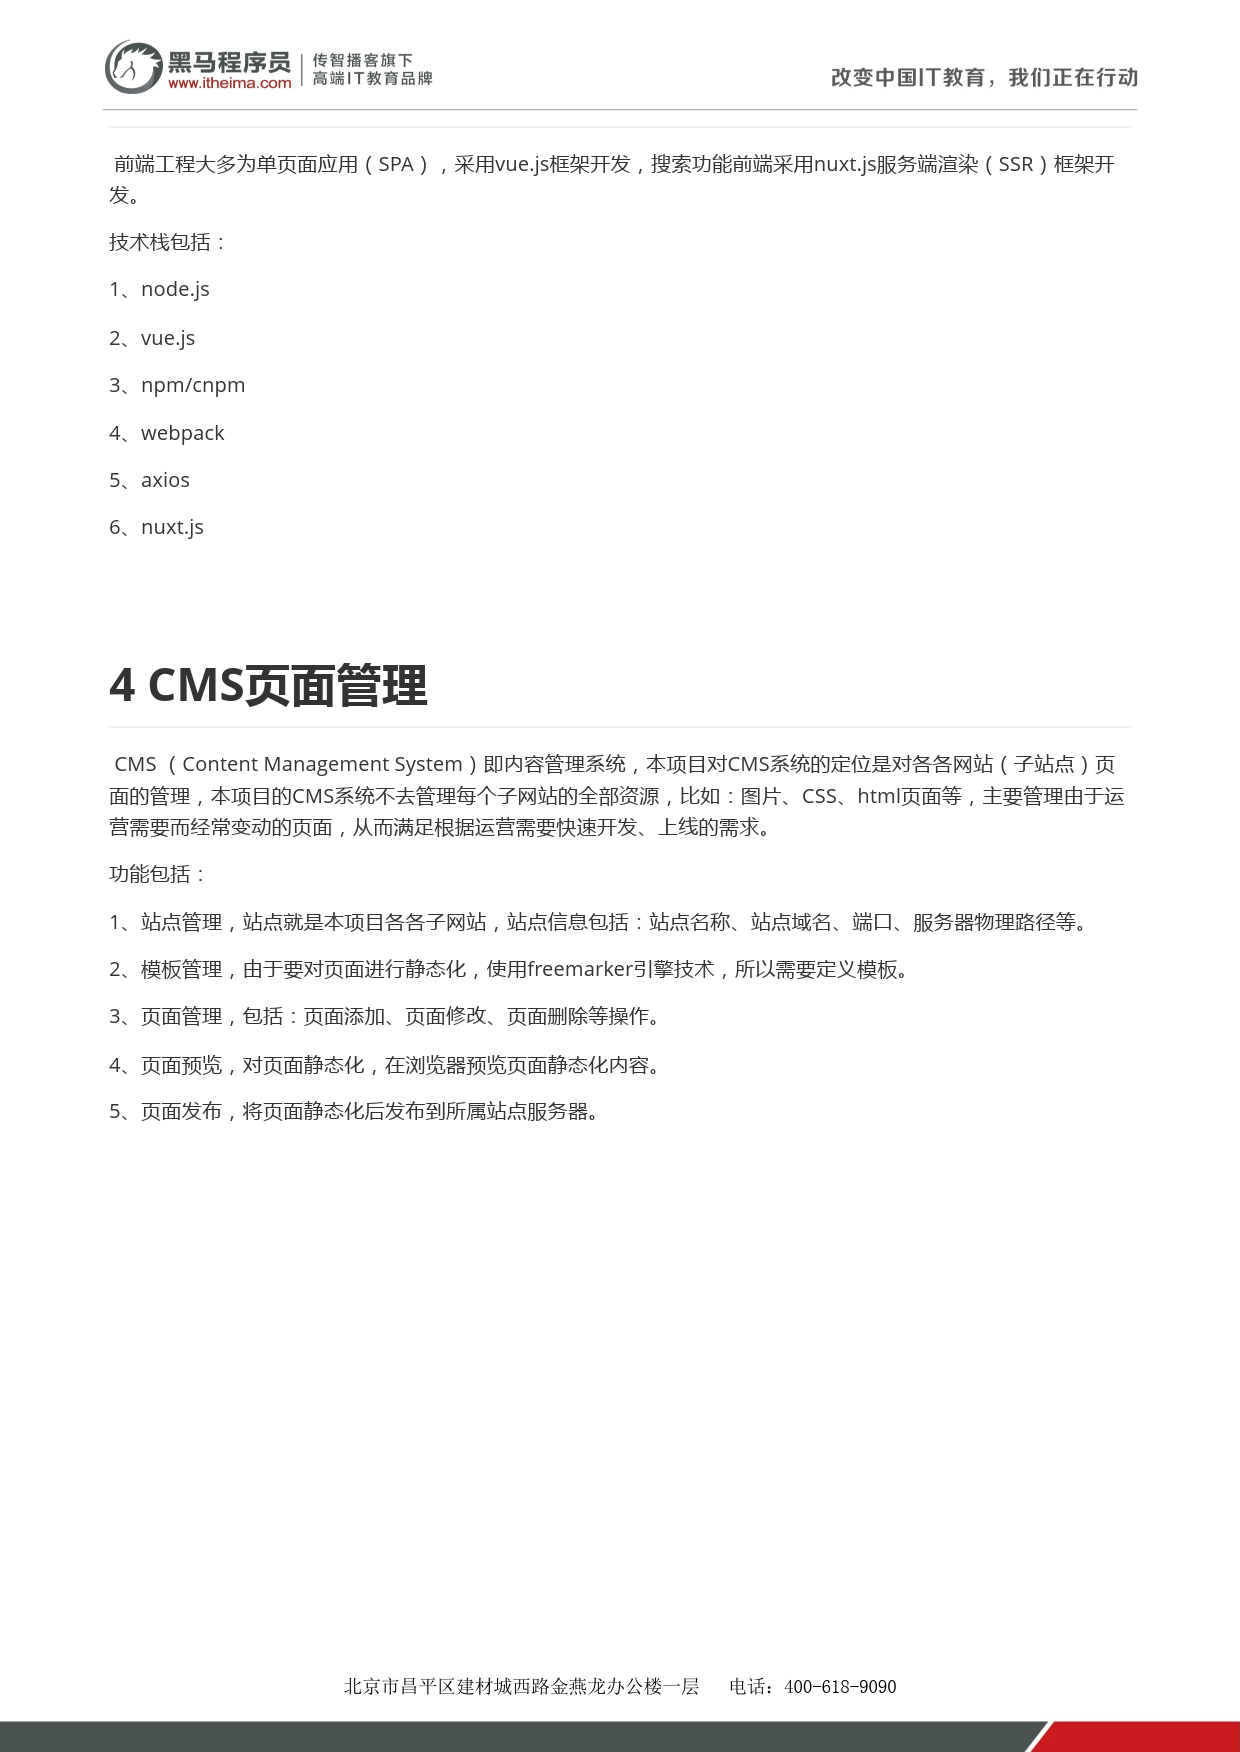 黑马程序员
www.itheima.com
传智播客旗下
高端IT教育品牌
改变中国IT教育，我们正在行动
前端工程大多为单页面应用（SPA），采用vue.js框架开发，搜索功能前端采用nuxt.js服务端渲染（SSR）框架开
发。
技术栈包括：
1、node.js
2、vue.js
3、npm/cnpm
4、webpack
5、axios
6、nuxt.js
4 CMS页面管理
CMS （Content Management System）即内容管理系统，本项目对CMS系统的定位是对各各网站（子站点）页
面的管理，本项目的CMS系统不去管理每个子网站的全部资源，比如：图片、CSS、html页面等，主要管理由于运
营需要而经常变动的页面，从而满足根据运营需要快速开发、上线的需求。
功能包括：
1、站点管理，站点就是本项目各各子网站，站点信息包括：站点名称、站点域名、端口、服务器物理路径等。
2、模板管理，由于要对页面进行静态化，使用freemarker引擎技术，所以需要定义模板。
3、页面管理，包括：页面添加、页面修改、页面删除等操作。
4、页面预览，对页面静态化，在浏览器预览页面静态化内容。
5、页面发布，将页面静态化后发布到所属站点服务器。
北京市昌平区建材城西路金燕龙办公楼一层 电话：400-618-9090